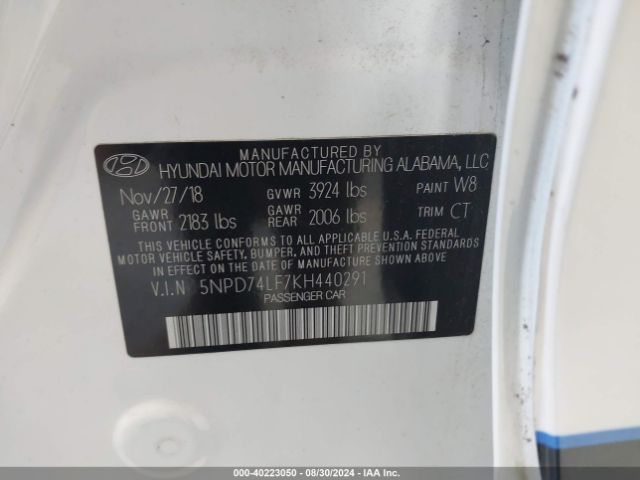 MANUFACTURED BY
HYUNDAI MOTOR MANUFACTURING ALABAMA, LLC
Nov/27/18 GVWR 3924 lbs PAINT W8
GAWR FRONT 2183 lbs GAWR REAR 2006 lbs TRIM CT
THIS VEHICLE CONFORMS TO ALL APPLICABLE U.S.A. FEDERAL
MOTOR VEHICLE SAFETY, BUMPER, AND THEFT PREVENTION STANDARDS
IN EFFECT ON THE DATE OF MANUFACTURE SHOWN ABOVE.
V.I.N 5NPD74LF7KH440291
PASSENGER CAR
000-40223050 - 08/30/2024 - IAA Inc.